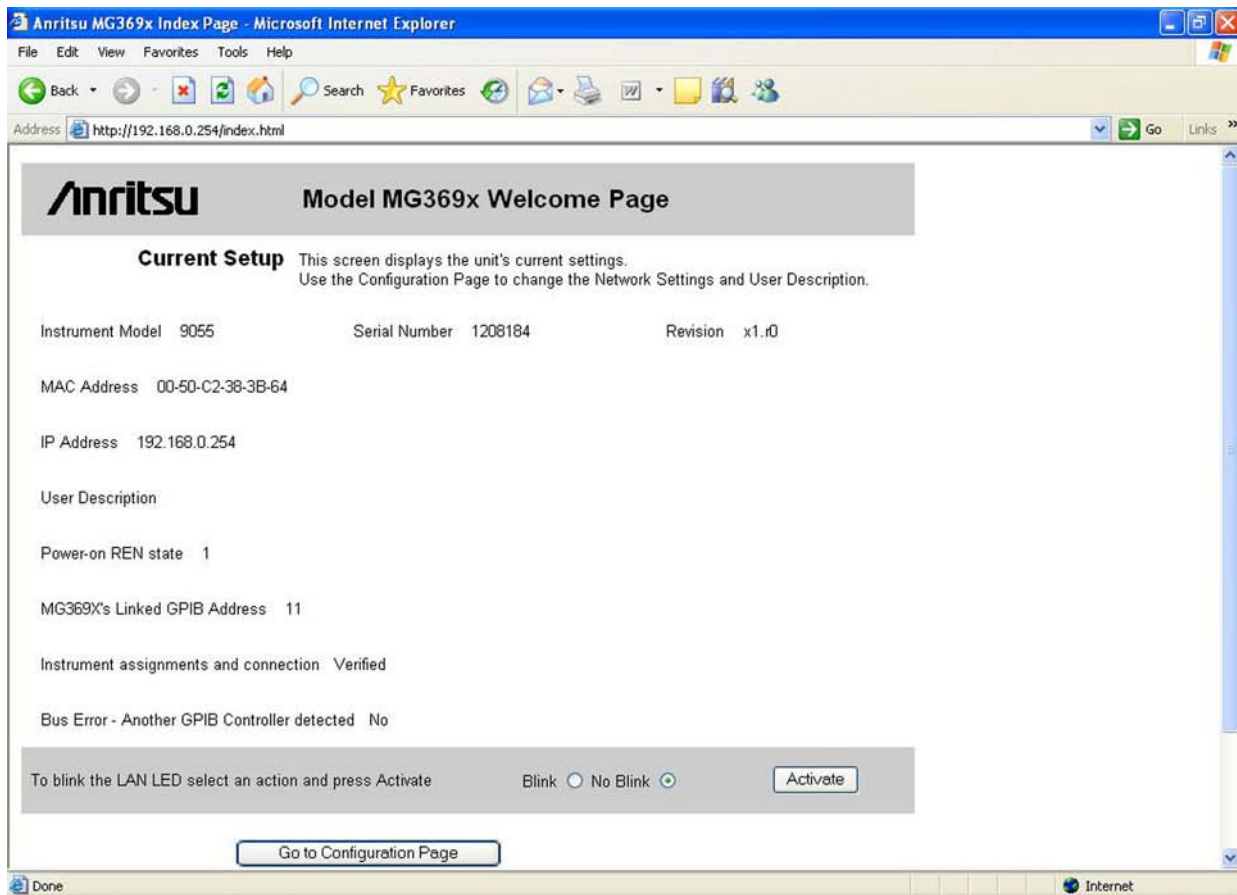 Anritsu MG369x Index Page - Microsoft Internet Explorer
File Edit View Favorites Tools Help
Back Search Favorites
Address http://192.168.0.254/index.html Go Links »
Anritsu Model MG369x Welcome Page
Current Setup This screen displays the unit's current settings.
Use the Configuration Page to change the Network Settings and User Description.
Instrument Model 9055 Serial Number 1208184 Revision x1.r0
MAC Address 00-50-C2-38-3B-64
IP Address 192.168.0.254
User Description
Power-on REN state 1
MG369X's Linked GPIB Address 11
Instrument assignments and connection Verified
Bus Error - Another GPIB Controller detected No
To blink the LAN LED select an action and press Activate Blink No Blink Activate
Go to Configuration Page
Done Internet